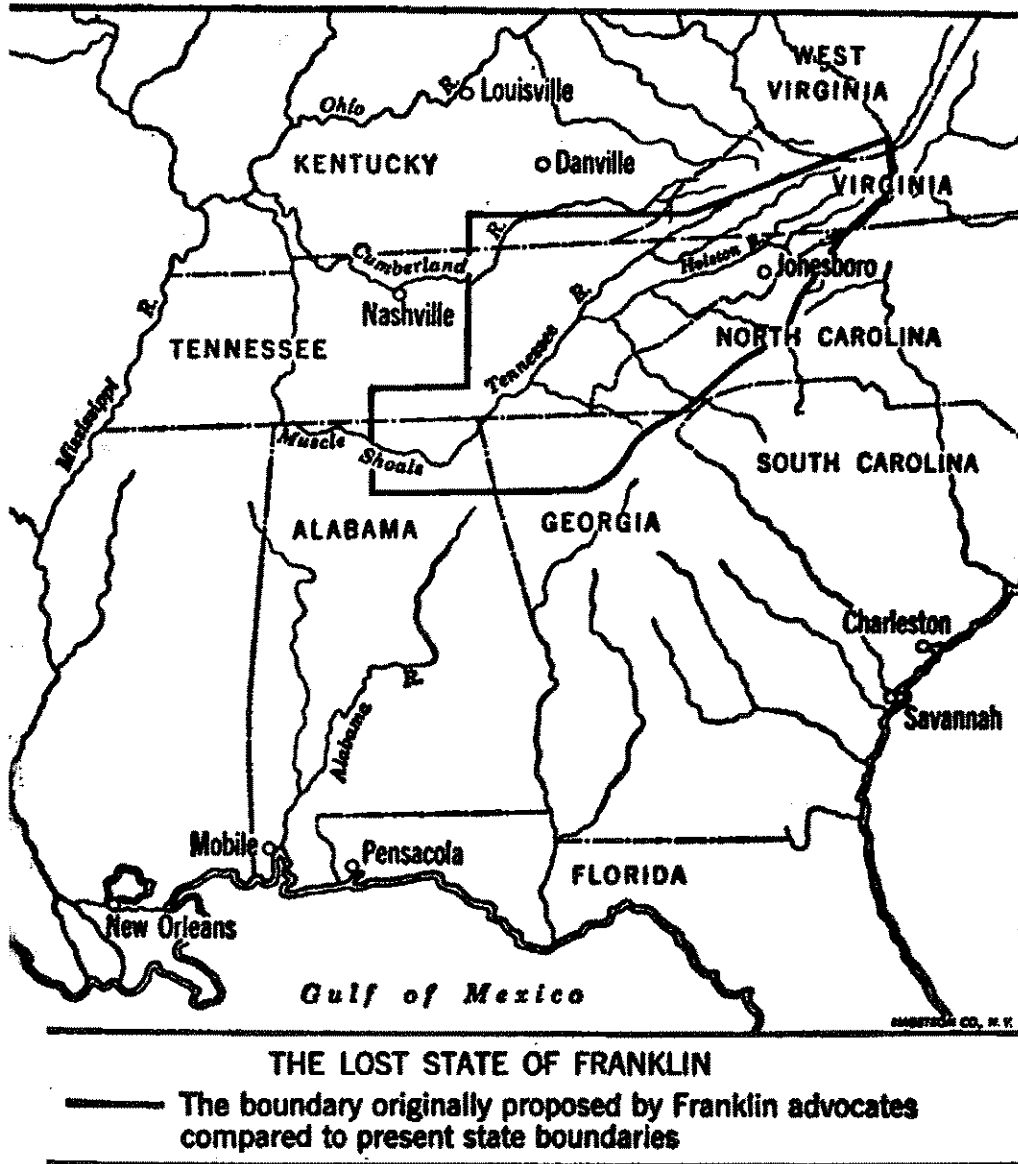 WEST
VIRGINIA
Ohio R.
Louisville
KENTUCKY
Danville
VIRGINIA
Cumberland R.
Holston R.
Jonesboro
Nashville
TENNESSEE
Tennessee R.
NORTH CAROLINA
Mississippi R.
Muscle
Shoals
SOUTH CAROLINA
ALABAMA
GEORGIA
Charleston
Savannah
Alabama R.
Mobile
Pensacola
FLORIDA
New Orleans
Gulf of Mexico
CO., N.Y.
THE LOST STATE OF FRANKLIN
The boundary originally proposed by Franklin advocates
compared to present state boundaries